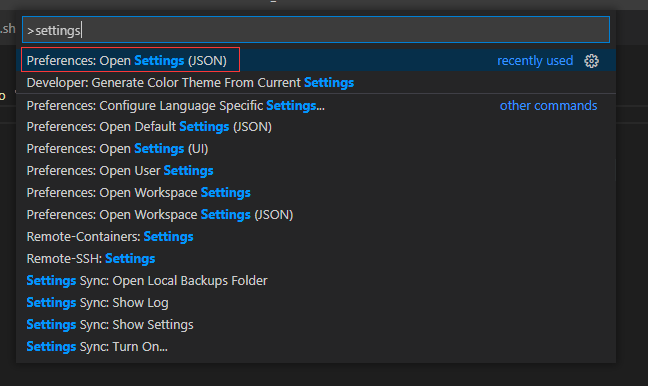 .sh
>settings
Preferences: Open Settings (JSON) recently used
Developer: Generate Color Theme From Current Settings
Preferences: Configure Language Specific Settings... other commands
Preferences: Open Default Settings (JSON)
Preferences: Open Settings (UI)
Preferences: Open User Settings
Preferences: Open Workspace Settings
Preferences: Open Workspace Settings (JSON)
Remote-Containers: Settings
Remote-SSH: Settings
Settings Sync: Open Local Backups Folder
Settings Sync: Show Log
Settings Sync: Show Settings
Settings Sync: Turn On...